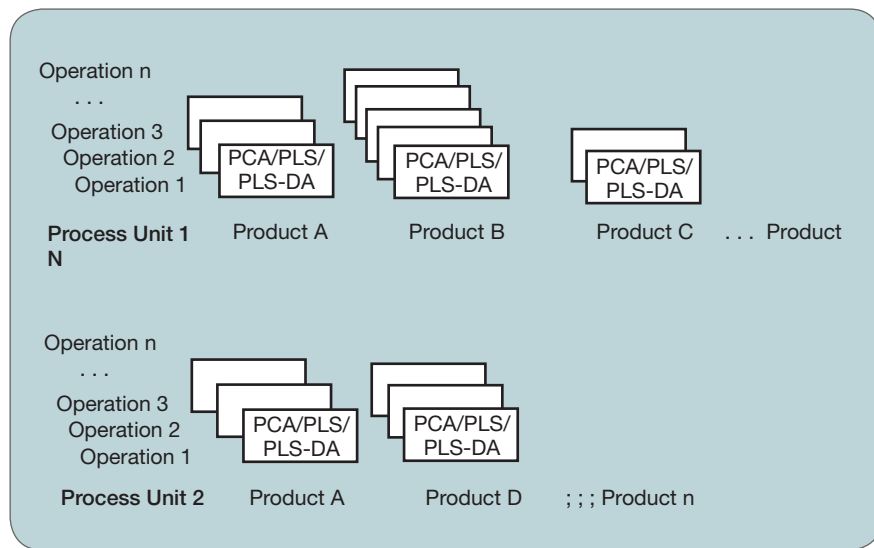 Operation n
. . .
Operation 3
Operation 2
Operation 1
PCA/PLS/
PLS-DA
PCA/PLS/
PLS-DA
PCA/PLS/
PLS-DA
Process Unit 1 Product A Product B Product C . . . Product
N
Operation n
. . .
Operation 3
Operation 2
Operation 1
PCA/PLS/
PLS-DA
PCA/PLS/
PLS-DA
Process Unit 2 Product A Product D ; ; ; Product n